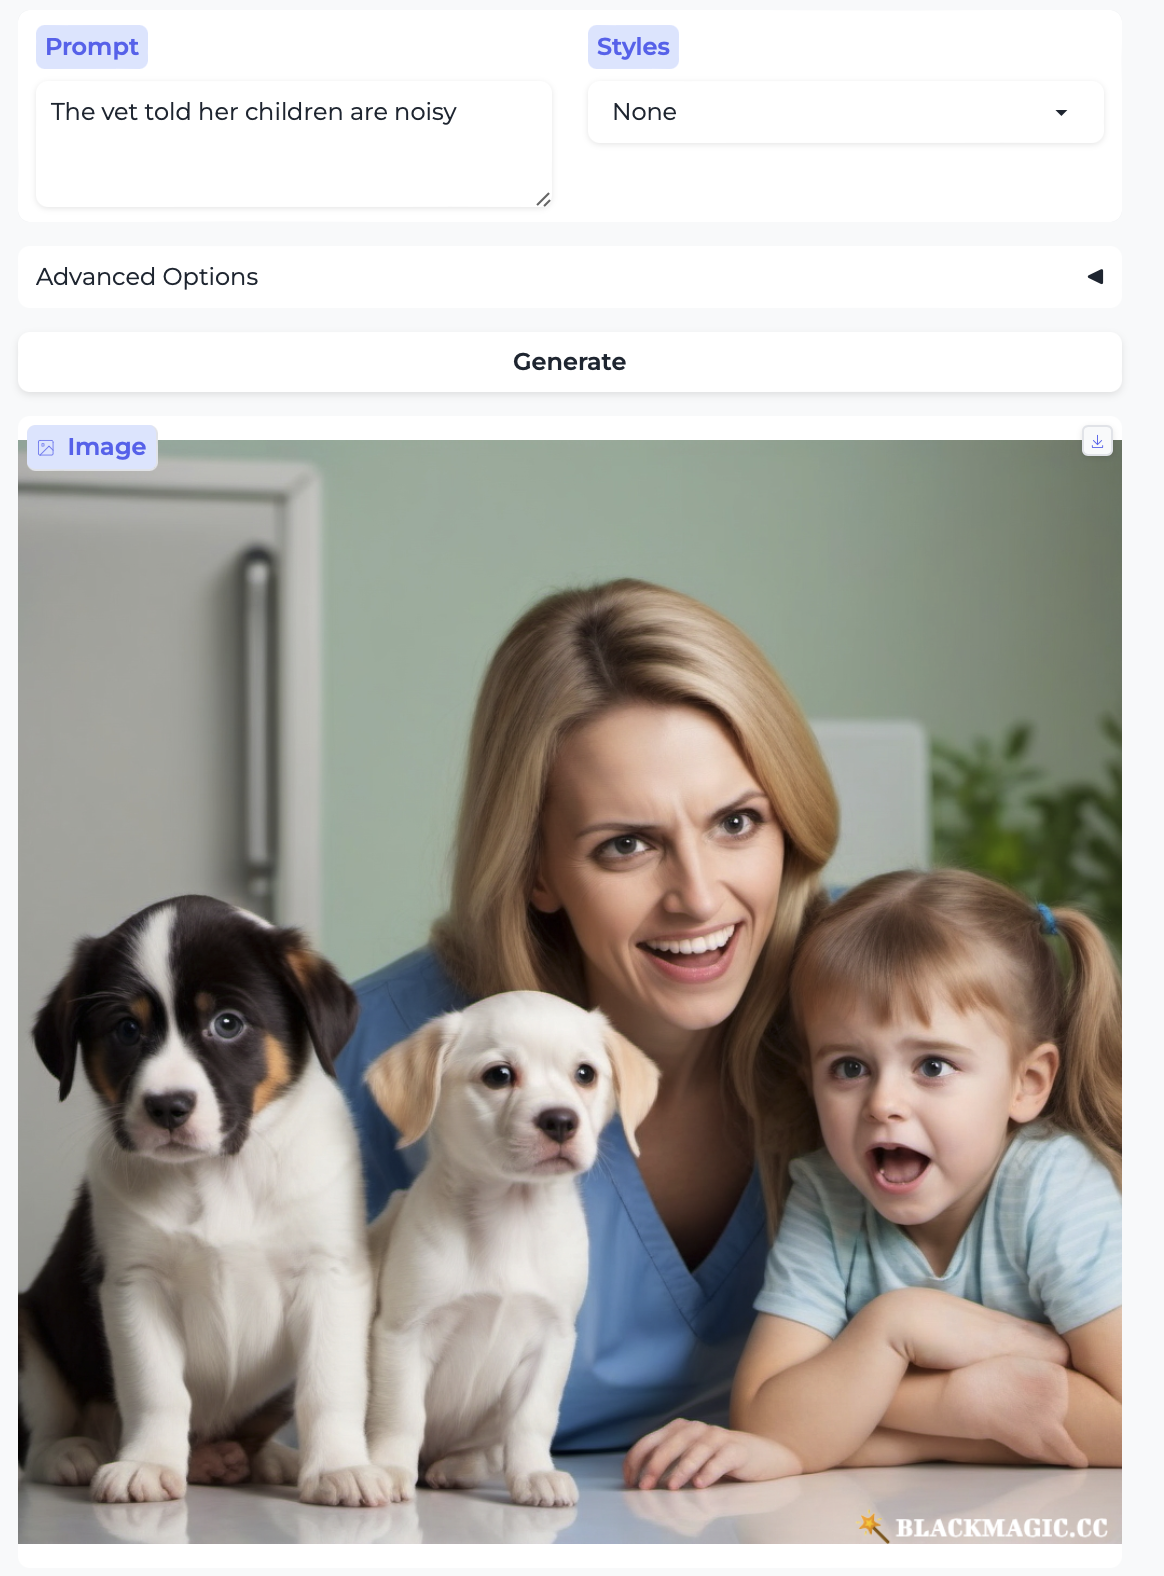 Prompt
Styles
The vet told her children are noisy
None
Advanced Options
Generate
Image
BLACKMAGIC.CC